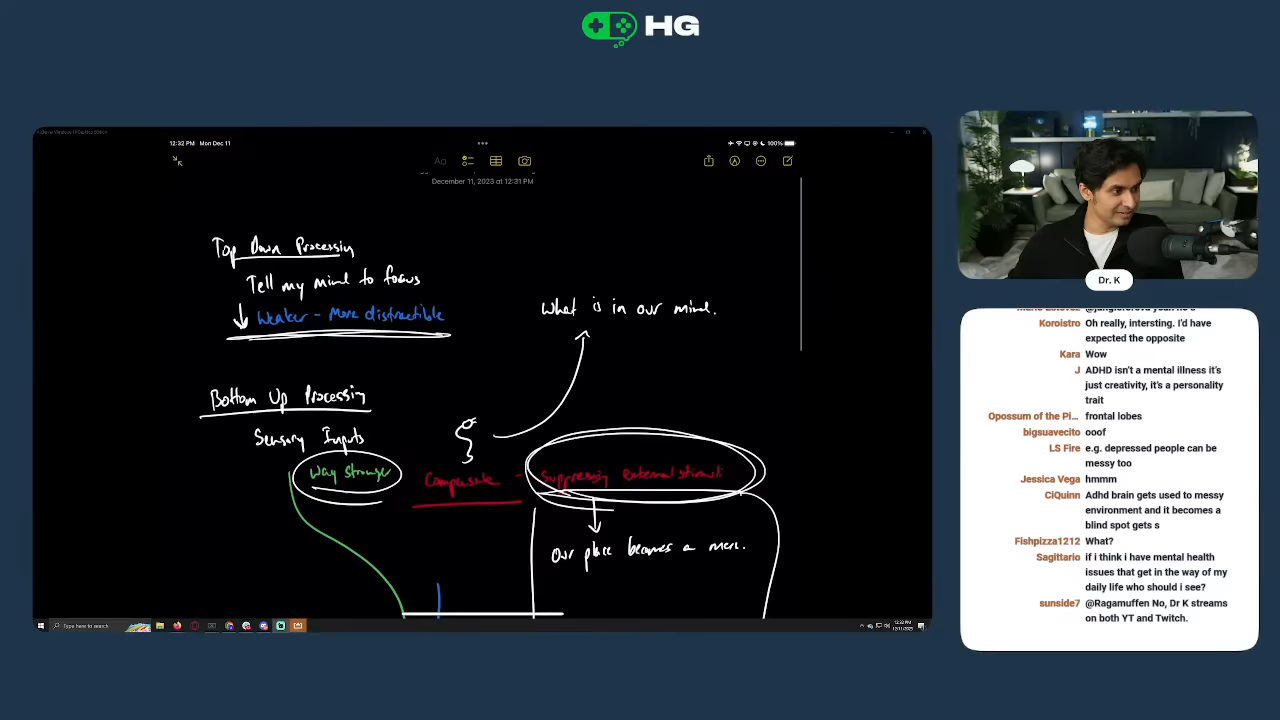 HG
12:32 PM Mon Dec 11
100%
Aa
December 11, 2023 at 12:31 PM
Top Down Processing
Tell my mind to focus
Weaker - More distractible
What is in our mind.
Bottom Up Processing
Sensory Inputs
Way Stronger
Compensate - Suppressing external stimuli
Our place becomes a mess.
Type here to search
12:32 PM
12/11/2023
Dr. K
Koroistro Oh really, intersting. I'd have
expected the opposite
Kara Wow
J ADHD isn't a mental illness it's
just creativity, it's a personality
trait
Opossum of the Pi... frontal lobes
bigsuavecito ooof
LS Fire e.g. depressed people can be
messy too
Jessica Vega hmmm
CiQuinn Adhd brain gets used to messy
environment and it becomes a
blind spot gets s
Fishpizza1212 What?
Sagittario if i think i have mental health
issues that get in the way of my
daily life who should i see?
sunside7 @Ragamuffen No, Dr K streams
on both YT and Twitch.